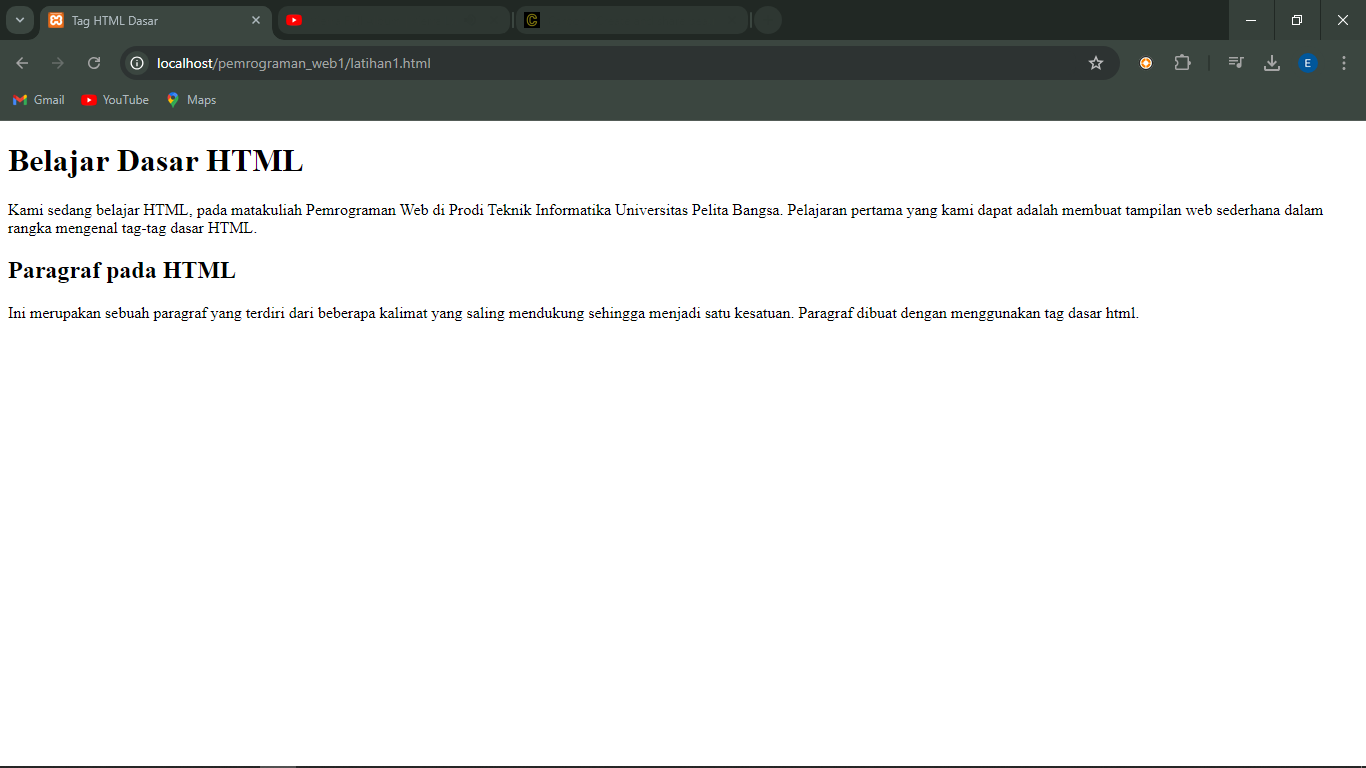 Tag HTML Dasar
localhost/pemrograman_web1/latihan1.html
E
Gmail
YouTube
Maps
Belajar Dasar HTML
Kami sedang belajar HTML, pada matakuliah Pemrograman Web di Prodi Teknik Informatika Universitas Pelita Bangsa. Pelajaran pertama yang kami dapat adalah membuat tampilan web sederhana dalam
rangka mengenal tag-tag dasar HTML.
Paragraf pada HTML
Ini merupakan sebuah paragraf yang terdiri dari beberapa kalimat yang saling mendukung sehingga menjadi satu kesatuan. Paragraf dibuat dengan menggunakan tag dasar html.